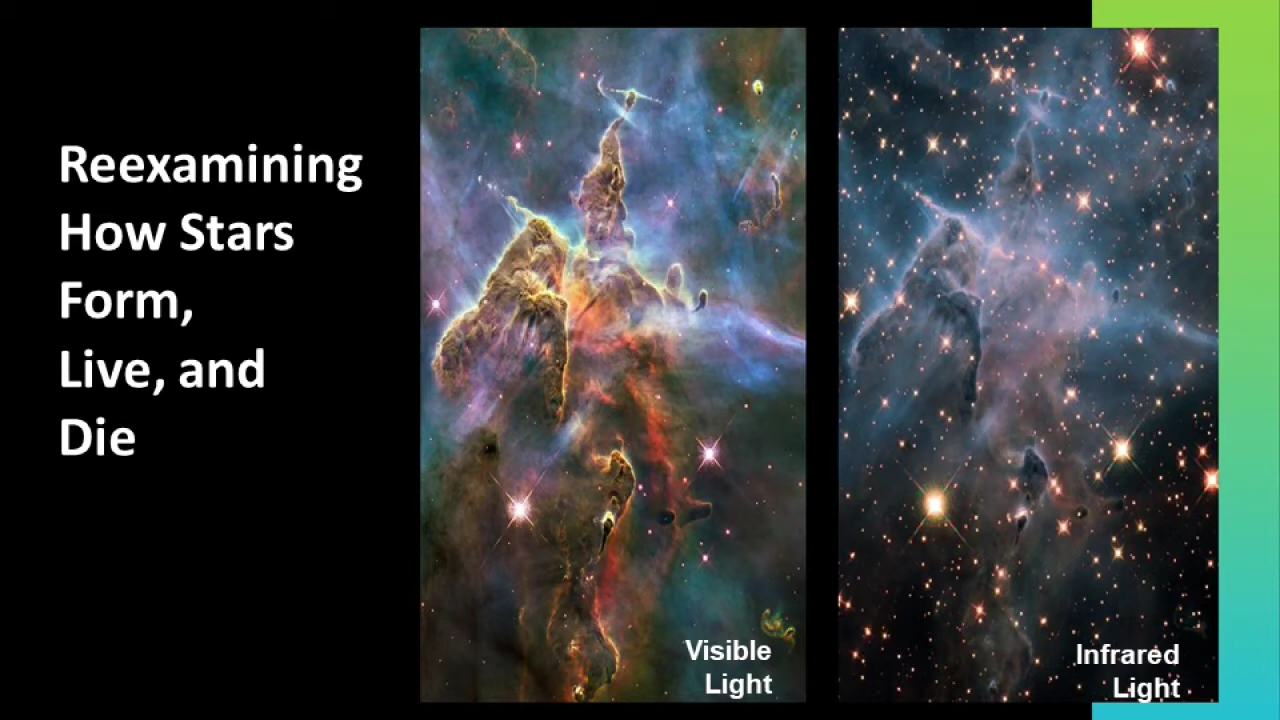 Reexamining
How Stars
Form,
Live, and
Die
Visible
Light
Infrared
Light